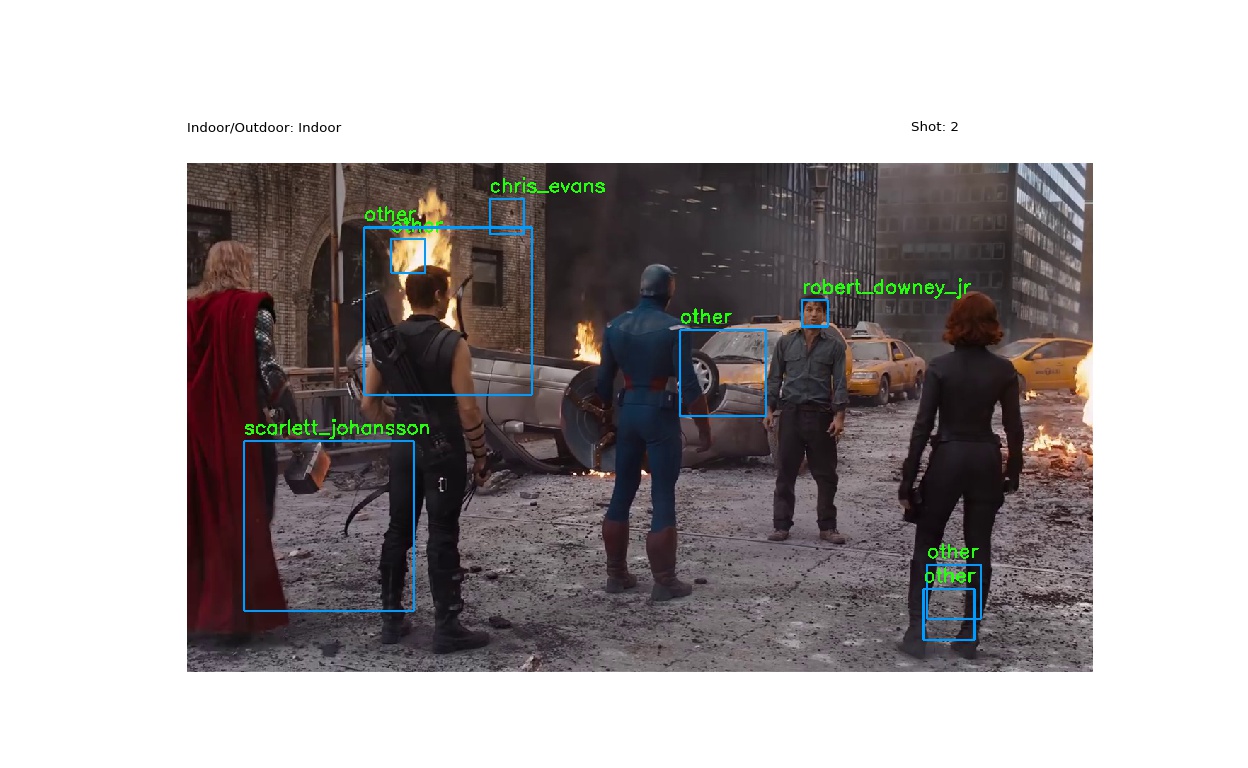 Indoor/Outdoor: Indoor
Shot: 2
chris_evans
other
other
robert_downey_jr
other
scarlett_johansson
other
other